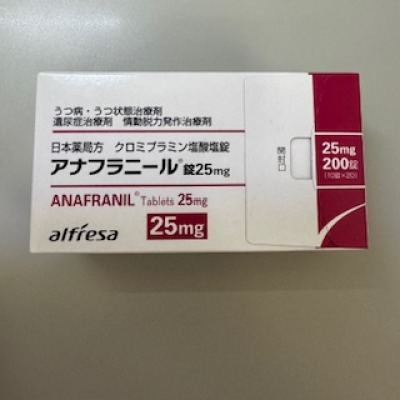 うつ病・うつ状態治療剤
遺尿症治療剤 情動脱力発作治療剤
日本薬局方 クロミプラミン塩酸塩錠
アナフラニール®錠25mg
ANAFRANIL® Tablets 25mg
alfresa
25mg
開封口
25mg
200錠
(10錠×20)